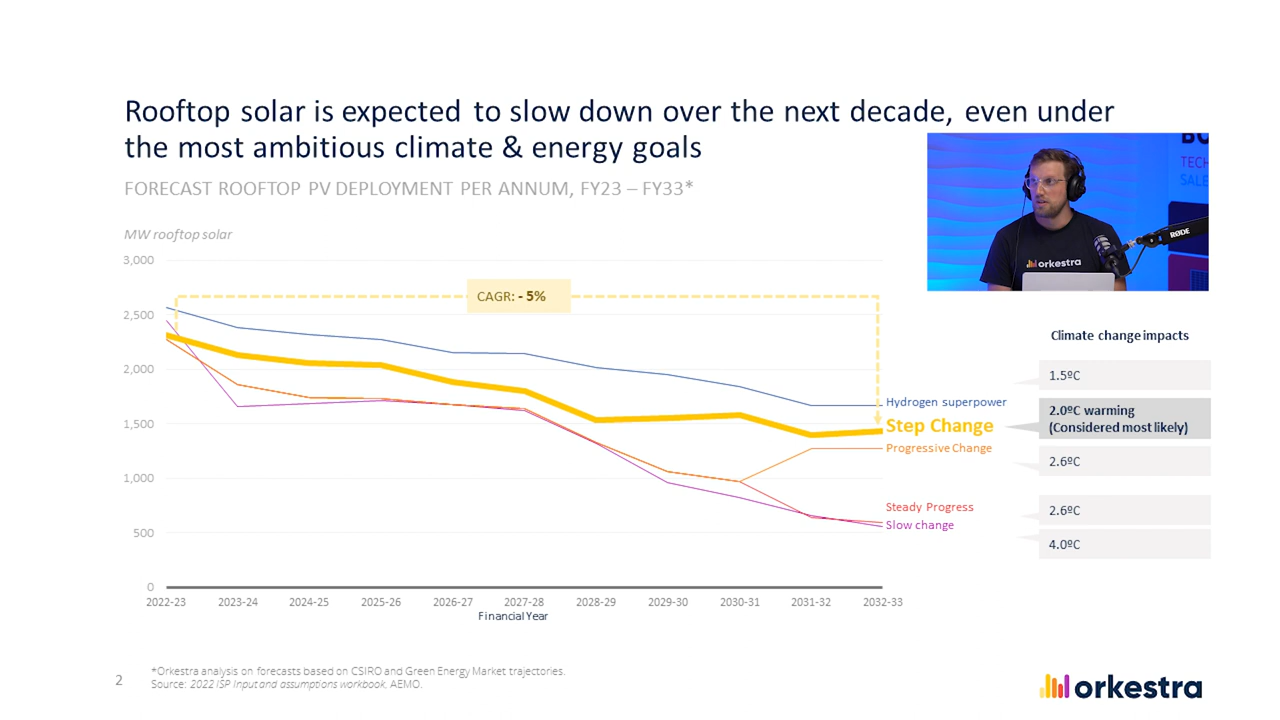 Rooftop solar is expected to slow down over the next decade, even under
the most ambitious climate & energy goals
FORECAST ROOFTOP PV DEPLOYMENT PER ANNUM, FY23 – FY33*
TECH
SALE
RØDE
orkestra
MW rooftop solar
3,000
2,500
2,000
1,500
1,000
500
0
CAGR: - 5%
Hydrogen superpower
Step Change
Progressive Change
Steady Progress
Slow change
Climate change impacts
1.5ºC
2.0ºC warming
(Considered most likely)
2.6ºC
2.6ºC
4.0ºC
2022-23 2023-24 2024-25 2025-26 2026-27 2027-28 2028-29 2029-30 2030-31 2031-32 2032-33
Financial Year
2
*Orkestra analysis on forecasts based on CSIRO and Green Energy Market trajectories.
Source: 2022 ISP Input and assumptions workbook. AEMO.
orkestra